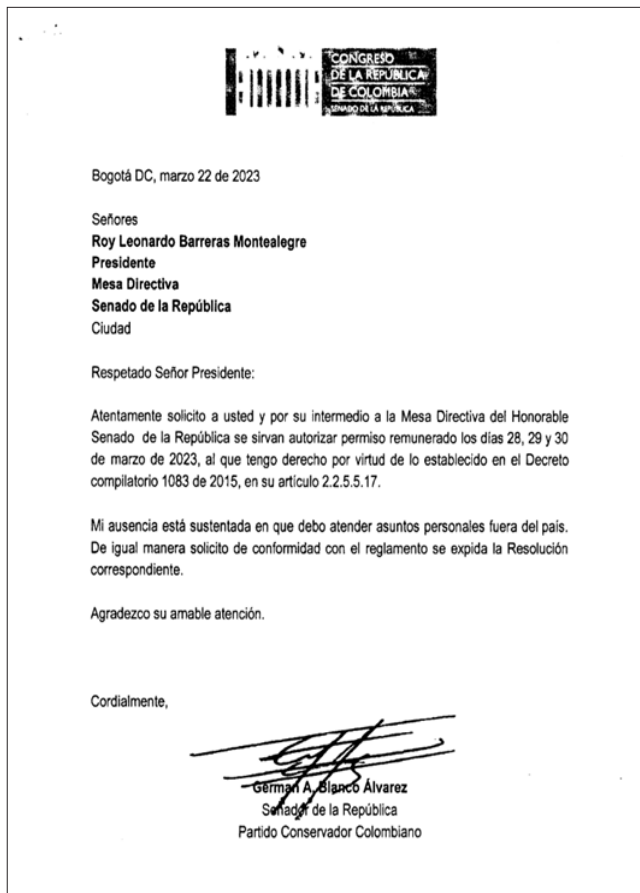 CONGRESO
DE LA REPÚBLICA
DE COLOMBIA
SENADO DE LA REPÚBLICA
Bogotá DC, marzo 22 de 2023
Señores
Roy Leonardo Barreras Montealegre
Presidente
Mesa Directiva
Senado de la República
Ciudad
Respetado Señor Presidente:
Atentamente solicito a usted y por su intermedio a la Mesa Directiva del Honorable
Senado de la República se sirvan autorizar permiso remunerado los días 28, 29 y 30
de marzo de 2023, al que tengo derecho por virtud de lo establecido en el Decreto
compilatorio 1083 de 2015, en su artículo 2.2.5.5.17.
Mi ausencia está sustentada en que debo atender asuntos personales fuera del país.
De igual manera solicito de conformidad con el reglamento se expida la Resolución
correspondiente.
Agradezco su amable atención.
Cordialmente,
Germán A. Blanco Álvarez
Senador de la República
Partido Conservador Colombiano